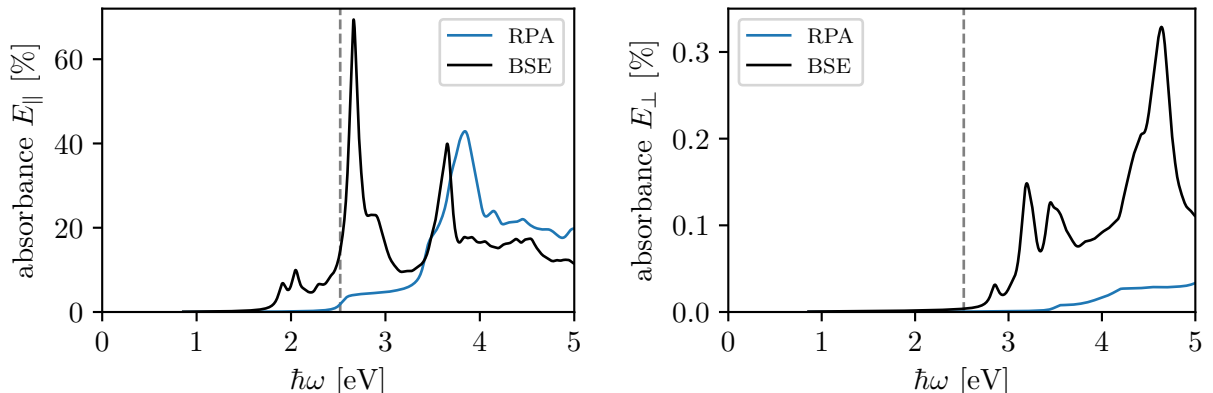 absorbance E∥ [%]
60
40
20
0
0 1 2 3 4 5
ħω [eV]
RPA
BSE
absorbance E⊥ [%]
0.3
0.2
0.1
0.0
0 1 2 3 4 5
ħω [eV]
RPA
BSE